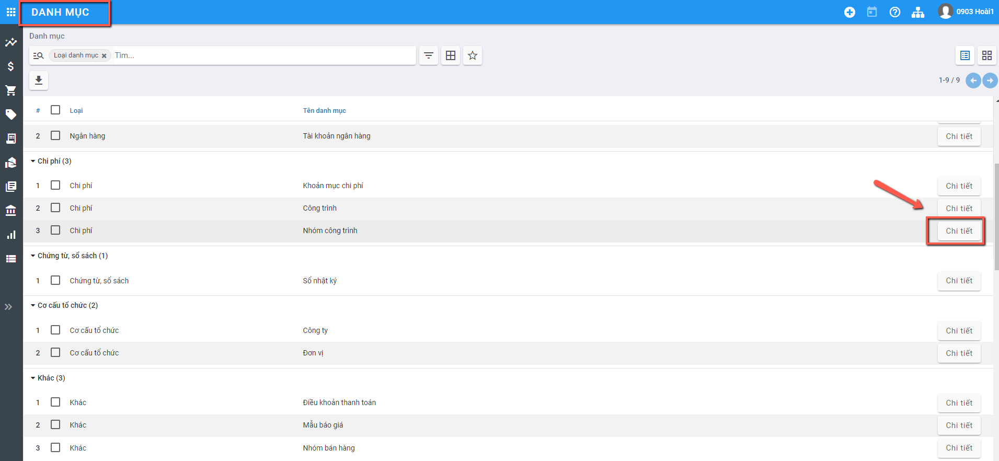 DANH MỤC
0903 Hoài1
Danh mục
Loại danh mục
Tìm...
1-9 / 9
# Loại Tên danh mục
2 Ngân hàng Tài khoản ngân hàng Chi tiết
Chi phí (3)
1 Chi phí Khoản mục chi phí Chi tiết
2 Chi phí Công trình Chi tiết
3 Chi phí Nhóm công trình Chi tiết
Chứng từ, sổ sách (1)
1 Chứng từ, sổ sách Sổ nhật ký Chi tiết
Cơ cấu tổ chức (2)
1 Cơ cấu tổ chức Công ty Chi tiết
2 Cơ cấu tổ chức Đơn vị Chi tiết
Khác (3)
1 Khác Điều khoản thanh toán Chi tiết
2 Khác Mẫu báo giá Chi tiết
3 Khác Nhóm bán hàng Chi tiết